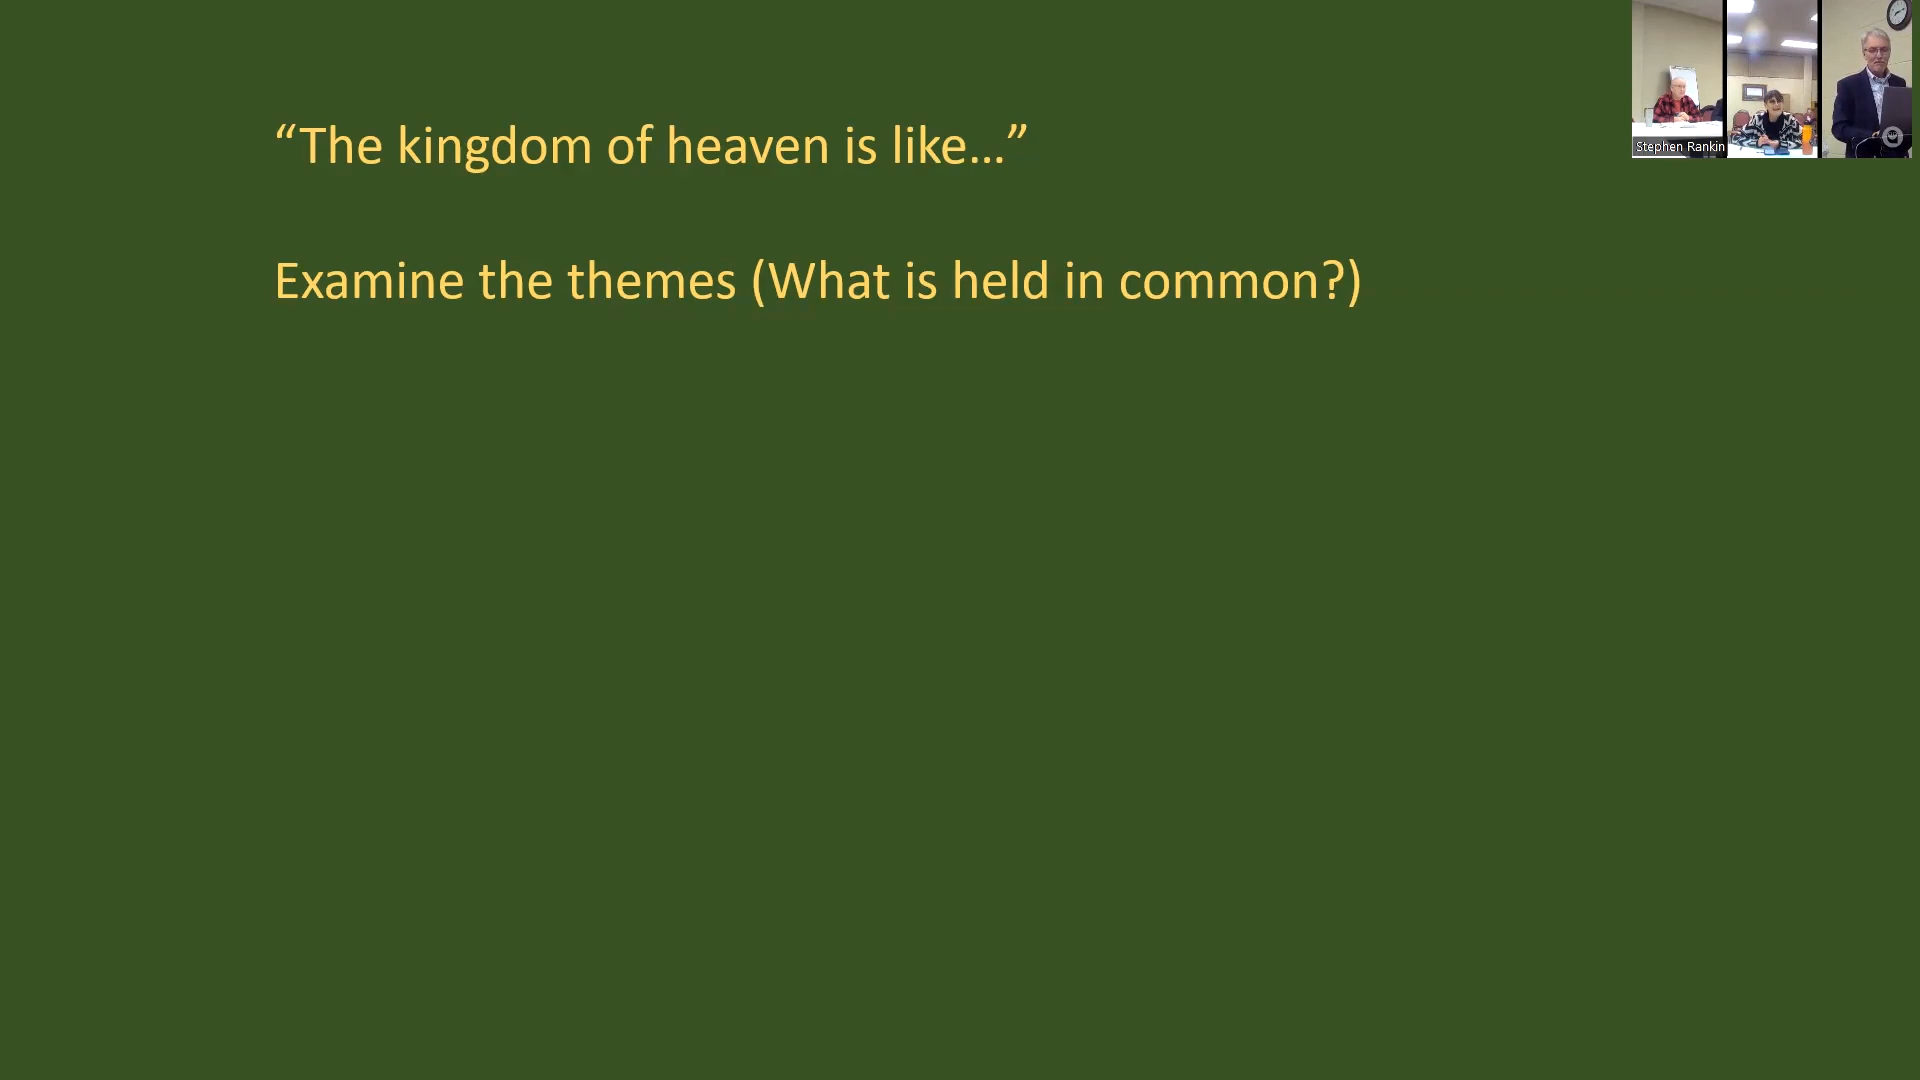 “The kingdom of heaven is like…”
Examine the themes (What is held in common?)
Stephen Rankin